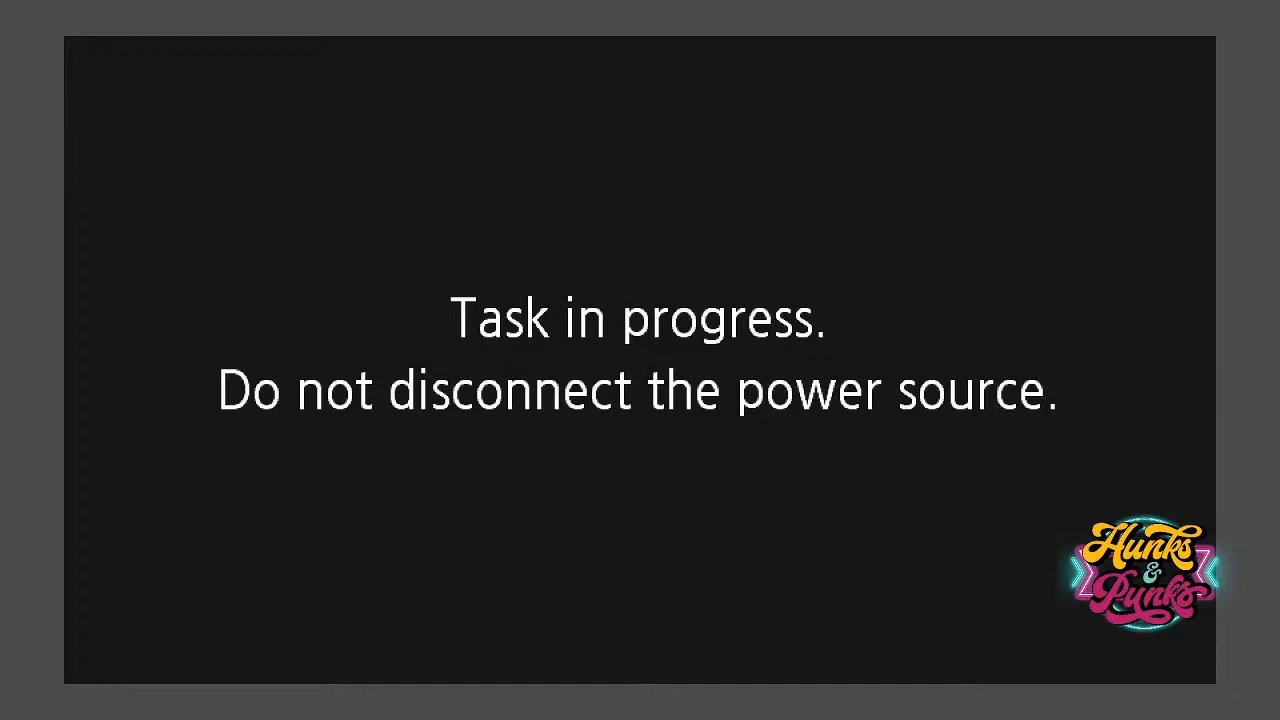 Task in progress.
Do not disconnect the power source.
Hunks
&
Punks